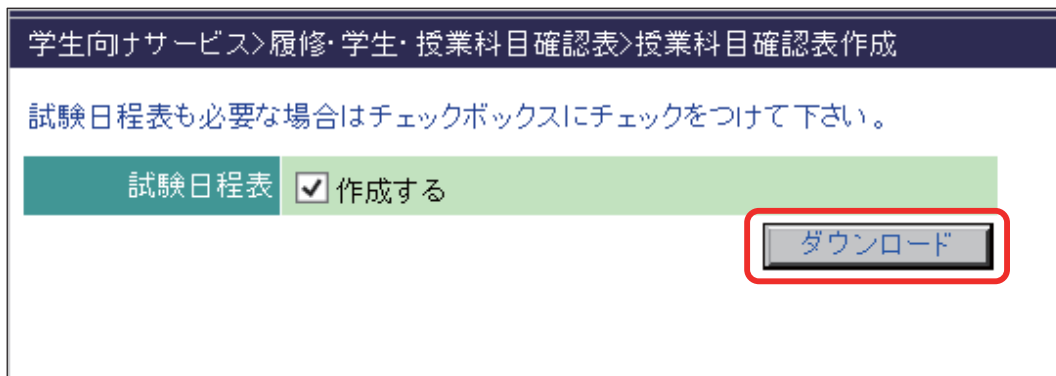 学生向けサービス>履修・学生・授業科目確認表>授業科目確認表作成
試験日程表も必要な場合はチェックボックスにチェックをつけて下さい。
試験日程表 作成する
ダウンロード